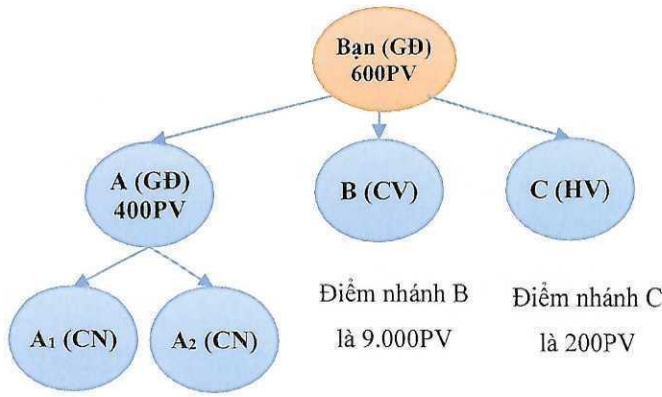 Bạn (GĐ)
600PV
A (GĐ)
400PV
B (CV)
C (HV)
A1 (CN)
A2 (CN)
Điểm nhánh B
là 9.000PV
Điểm nhánh C
là 200PV